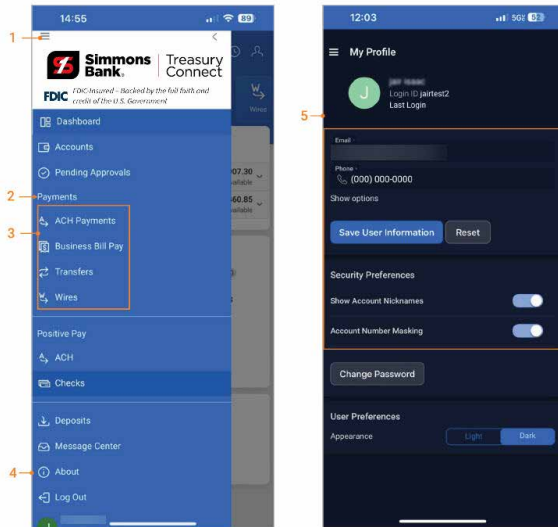 14:55
89
1
Simmons Bank
Treasury Connect
FDIC FDIC-Insured - Backed by the full faith and
credit of the U.S. Government
Dashboard
Accounts
Pending Approvals
2
Payments
3
ACH Payments
Business Bill Pay
Transfers
Wires
Positive Pay
ACH
Checks
Deposits
Message Center
4
About
Log Out
J
Wires
60.85
12:03
5G
My Profile
J
Login ID jairtest2
Last Login
5
Email
Phone
(000) 000-0000
Show options
Save User Information
Reset
Security Preferences
Show Account Nicknames
Account Number Masking
Change Password
User Preferences
Appearance
Light
Dark